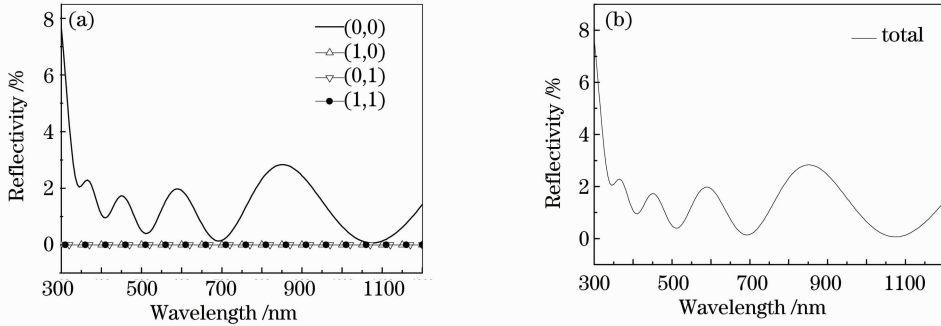 (a)
(0,0)
(1,0)
(0,1)
(1,1)
8
6
4
2
0
Reflectivity /%
300 500 700 900 1100
Wavelength /nm
(b)
total
8
6
4
2
0
Reflectivity /%
300 500 700 900 1100
Wavelength /nm